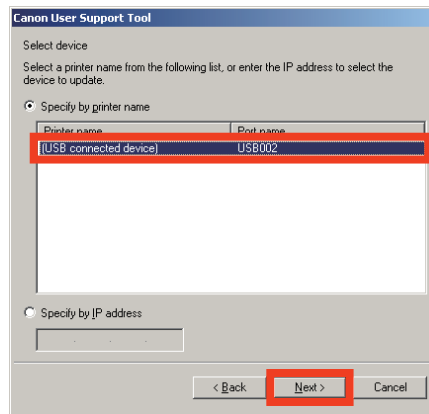 Canon User Support Tool
Select device
Select a printer name from the following list, or enter the IP address to select the
device to update.
Specify by printer name
Printer name Port name
(USB connected device) USB002
Specify by IP address
. . .
< Back Next > Cancel